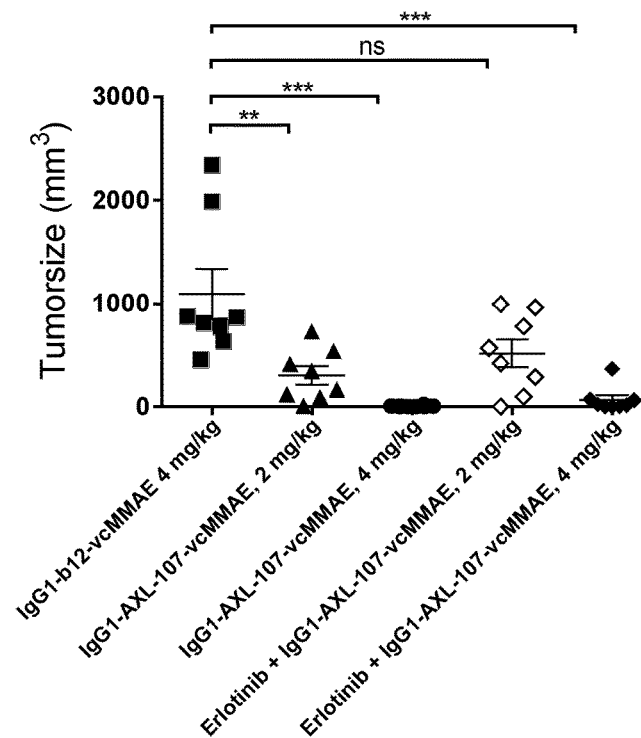 ***
ns
***
**
Tumorsize (mm³)
3000
2000
1000
0
IgG1-b12-vcMMAE 4 mg/kg
IgG1-AXL-107-vcMMAE, 2 mg/kg
IgG1-AXL-107-vcMMAE, 4 mg/kg
Erlotinib + IgG1-AXL-107-vcMMAE, 2 mg/kg
Erlotinib + IgG1-AXL-107-vcMMAE, 4 mg/kg